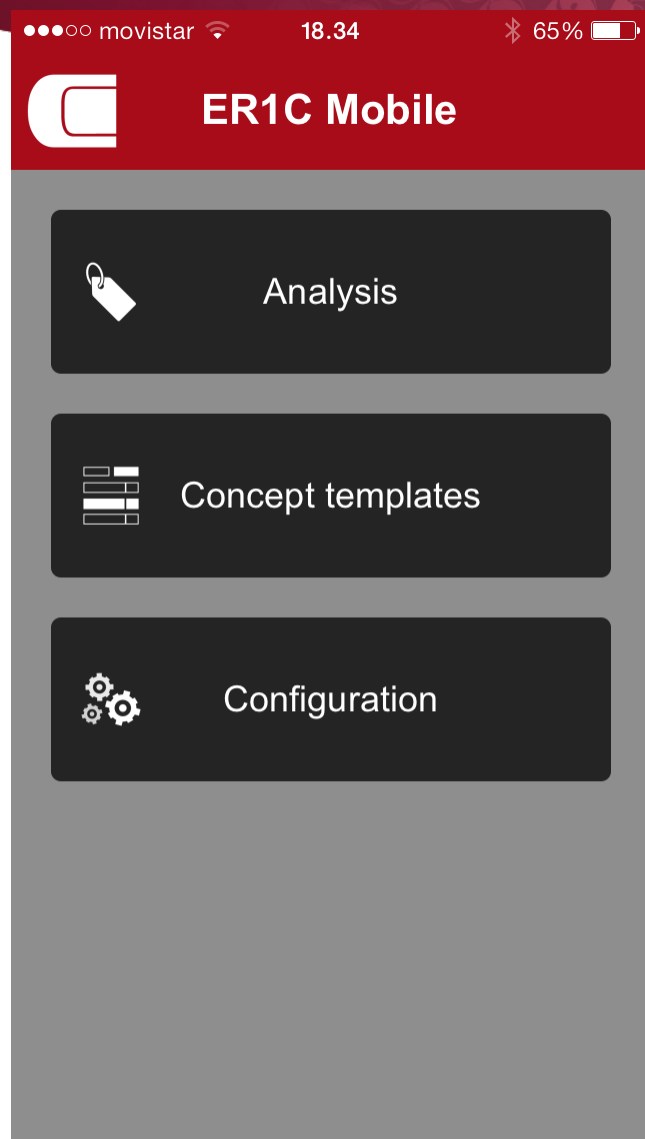 movistar 18.34 65%
ER1C Mobile
Analysis
Concept templates
Configuration